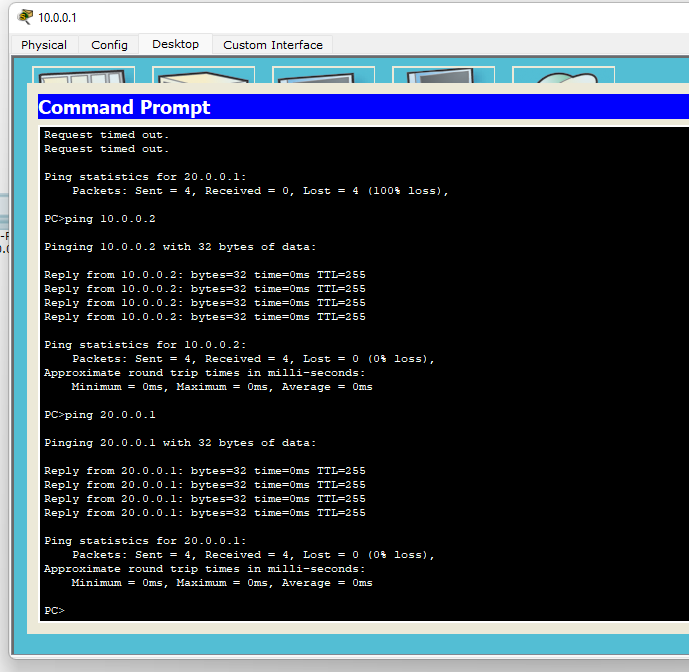 10.0.0.1
Physical Config Desktop Custom Interface
Command Prompt
Request timed out.
Request timed out.
Ping statistics for 20.0.0.1:
Packets: Sent = 4, Received = 0, Lost = 4 (100% loss),
PC>ping 10.0.0.2
Pinging 10.0.0.2 with 32 bytes of data:
Reply from 10.0.0.2: bytes=32 time=0ms TTL=255
Reply from 10.0.0.2: bytes=32 time=0ms TTL=255
Reply from 10.0.0.2: bytes=32 time=0ms TTL=255
Reply from 10.0.0.2: bytes=32 time=0ms TTL=255
Ping statistics for 10.0.0.2:
Packets: Sent = 4, Received = 4, Lost = 0 (0% loss),
Approximate round trip times in milli-seconds:
Minimum = 0ms, Maximum = 0ms, Average = 0ms
PC>ping 20.0.0.1
Pinging 20.0.0.1 with 32 bytes of data:
Reply from 20.0.0.1: bytes=32 time=0ms TTL=255
Reply from 20.0.0.1: bytes=32 time=0ms TTL=255
Reply from 20.0.0.1: bytes=32 time=0ms TTL=255
Reply from 20.0.0.1: bytes=32 time=0ms TTL=255
Ping statistics for 20.0.0.1:
Packets: Sent = 4, Received = 4, Lost = 0 (0% loss),
Approximate round trip times in milli-seconds:
Minimum = 0ms, Maximum = 0ms, Average = 0ms
PC>